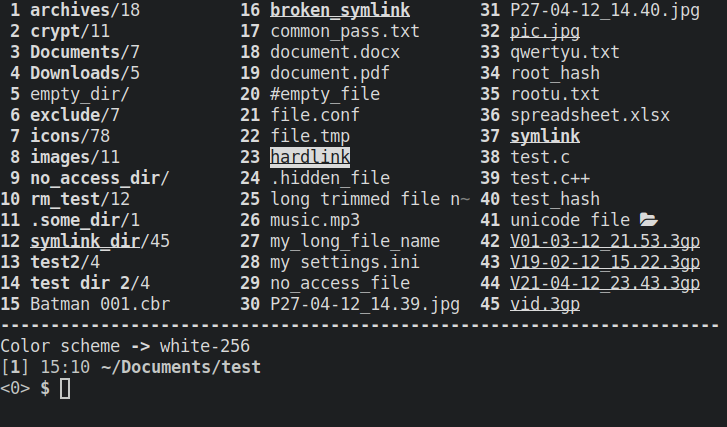 1 archives/18 16 broken_symlink 31 P27-04-12_14.40.jpg
2 crypt/11 17 common_pass.txt 32 pic.jpg
3 Documents/7 18 document.docx 33 qwertyu.txt
4 Downloads/5 19 document.pdf 34 root_hash
5 empty_dir/ 20 #empty_file 35 rootu.txt
6 exclude/7 21 file.conf 36 spreadsheet.xlsx
7 icons/78 22 file.tmp 37 symlink
8 images/11 23 hardlink 38 test.c
9 no_access_dir/ 24 .hidden_file 39 test.c++
10 rm_test/12 25 long trimmed file n~ 40 test_hash
11 .some_dir/1 26 music.mp3 41 unicode file 📂
12 symlink_dir/45 27 my_long_file_name 42 V01-03-12_21.53.3gp
13 test2/4 28 my settings.ini 43 V19-02-12_15.22.3gp
14 test dir 2/4 29 no_access_file 44 V21-04-12_23.43.3gp
15 Batman 001.cbr 30 P27-04-12_14.39.jpg 45 vid.3gp
------------------------------------------------------------------------
Color scheme -> white-256
[1] 15:10 ~/Documents/test
<0> $